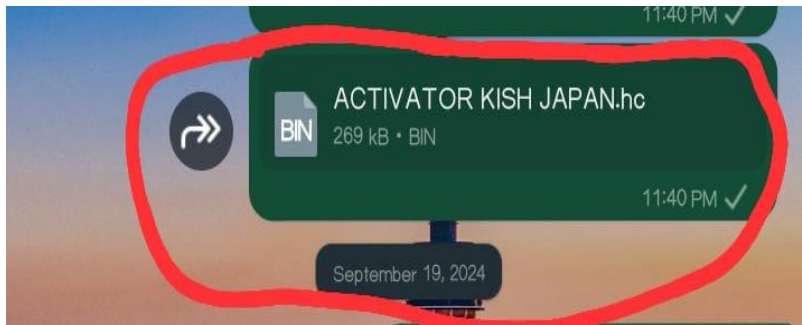 11:40 PM
ACTIVATOR KISH JAPAN.hc
BIN
269 kB • BIN
11:40 PM
September 19, 2024